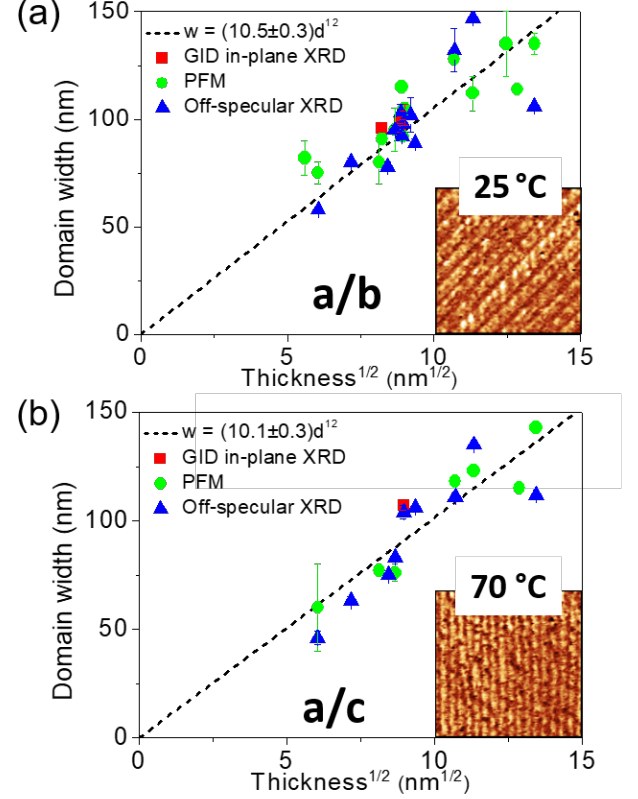 (a)
150
100
50
0
Domain width (nm)
w = (10.5±0.3)d¹²
GID in-plane XRD
PFM
Off-specular XRD
25 °C
a/b
0 5 10 15
Thickness¹/² (nm¹/²)
(b)
150
100
50
0
Domain width (nm)
w = (10.1±0.3)d¹²
GID in-plane XRD
PFM
Off-specular XRD
70 °C
a/c
0 5 10 15
Thickness¹/² (nm¹/²)